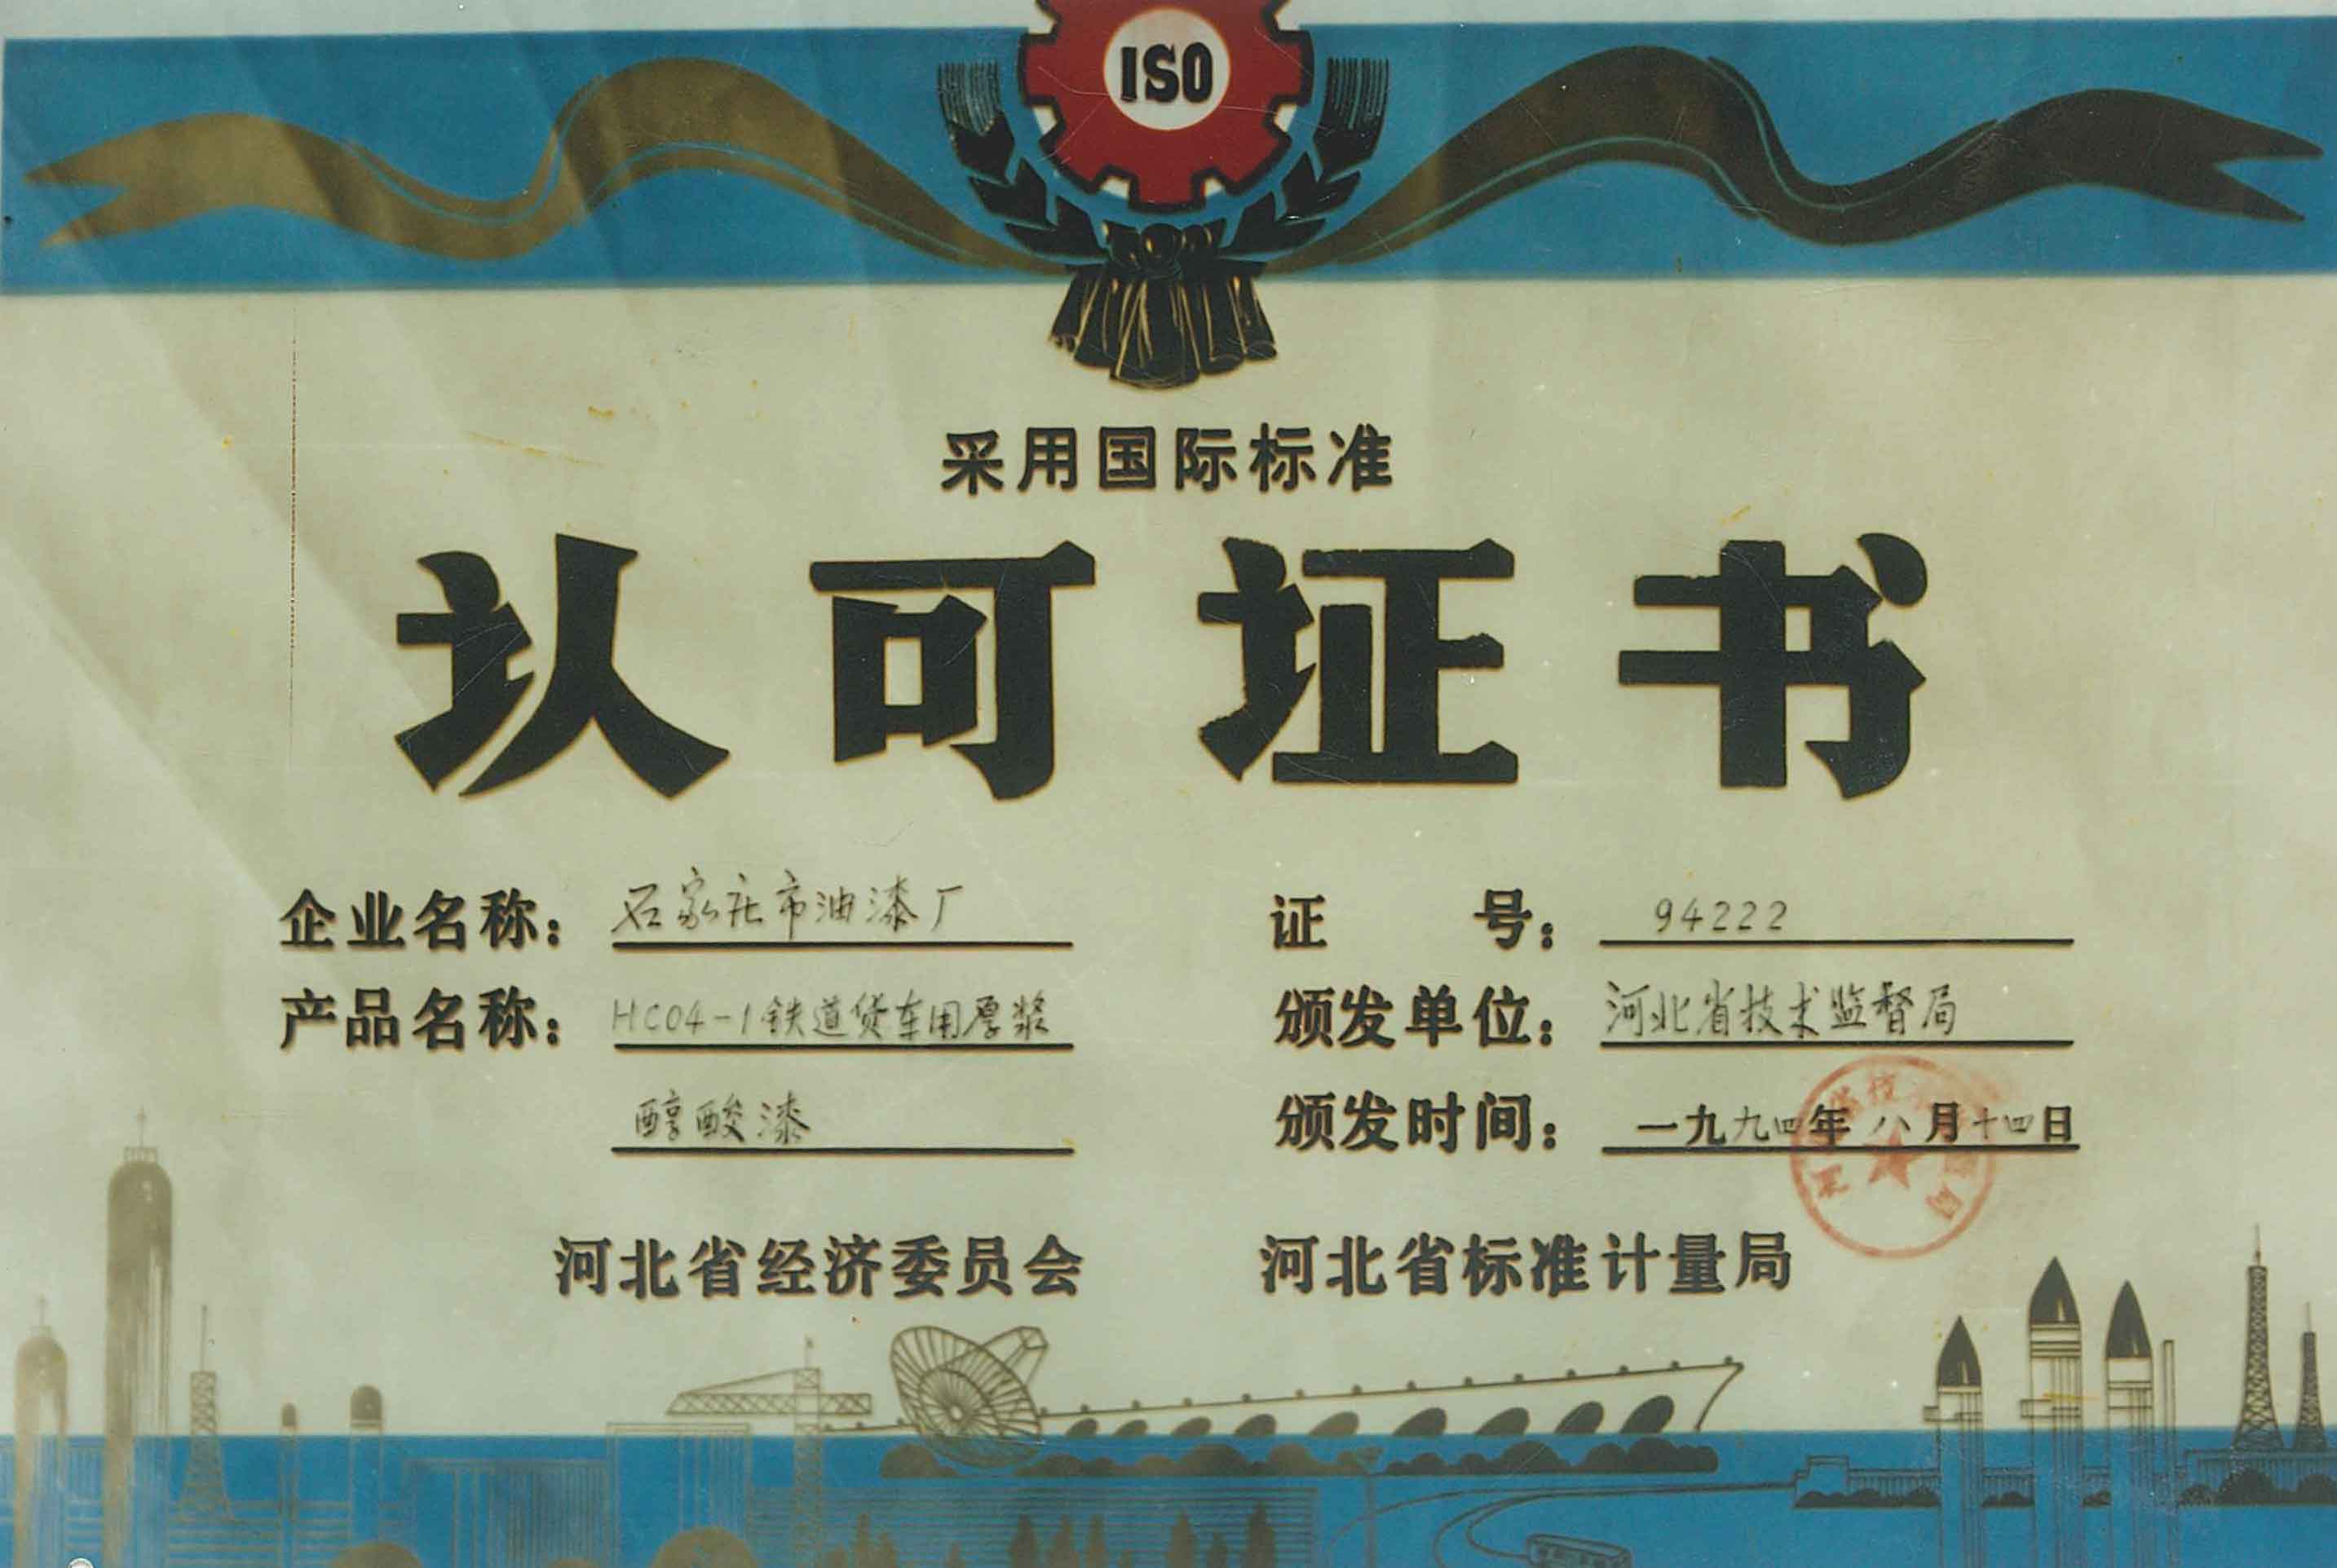 ISO
采用国际标准
认可证书
企业名称：石家庄市油漆厂
产品名称：HC04-1铁道货车用厚浆
醇酸漆
证 号：94222
颁发单位：河北省技术监督局
颁发时间：一九九四年八月十四日
河北省经济委员会
河北省标准计量局